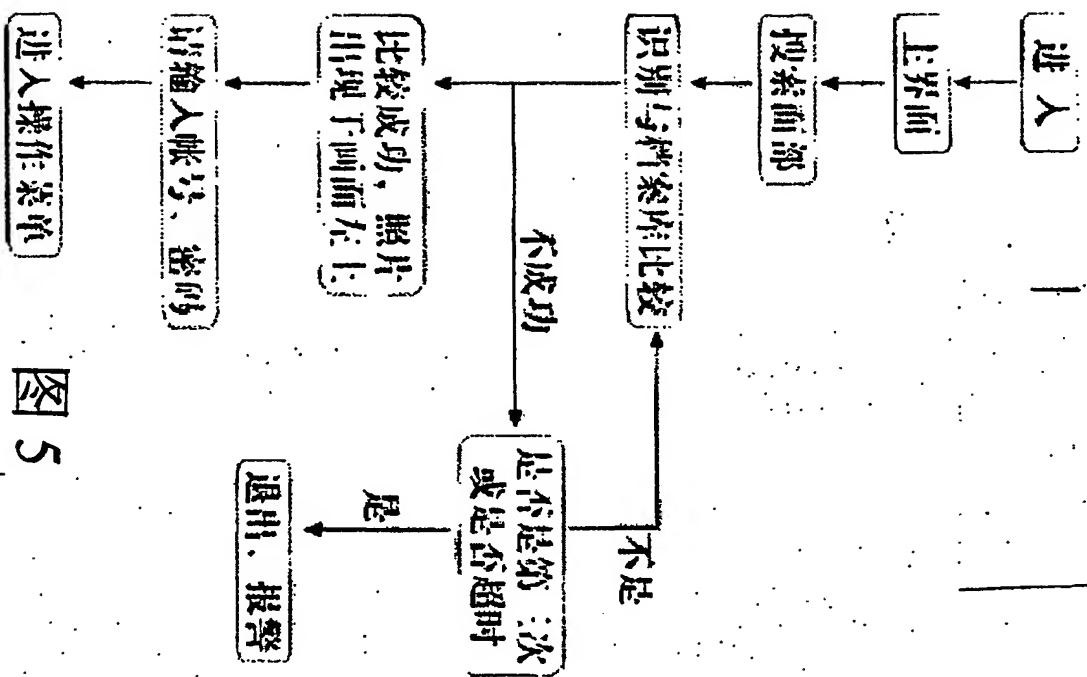 进入
主界面
搜索面部
识别与档案库比较
比较成功，照片
出现于画面左上
不成功
请输入帐号、密码
进入操作菜单
是否是第三次
或是否超时
不是
是
退出、报警
图 5